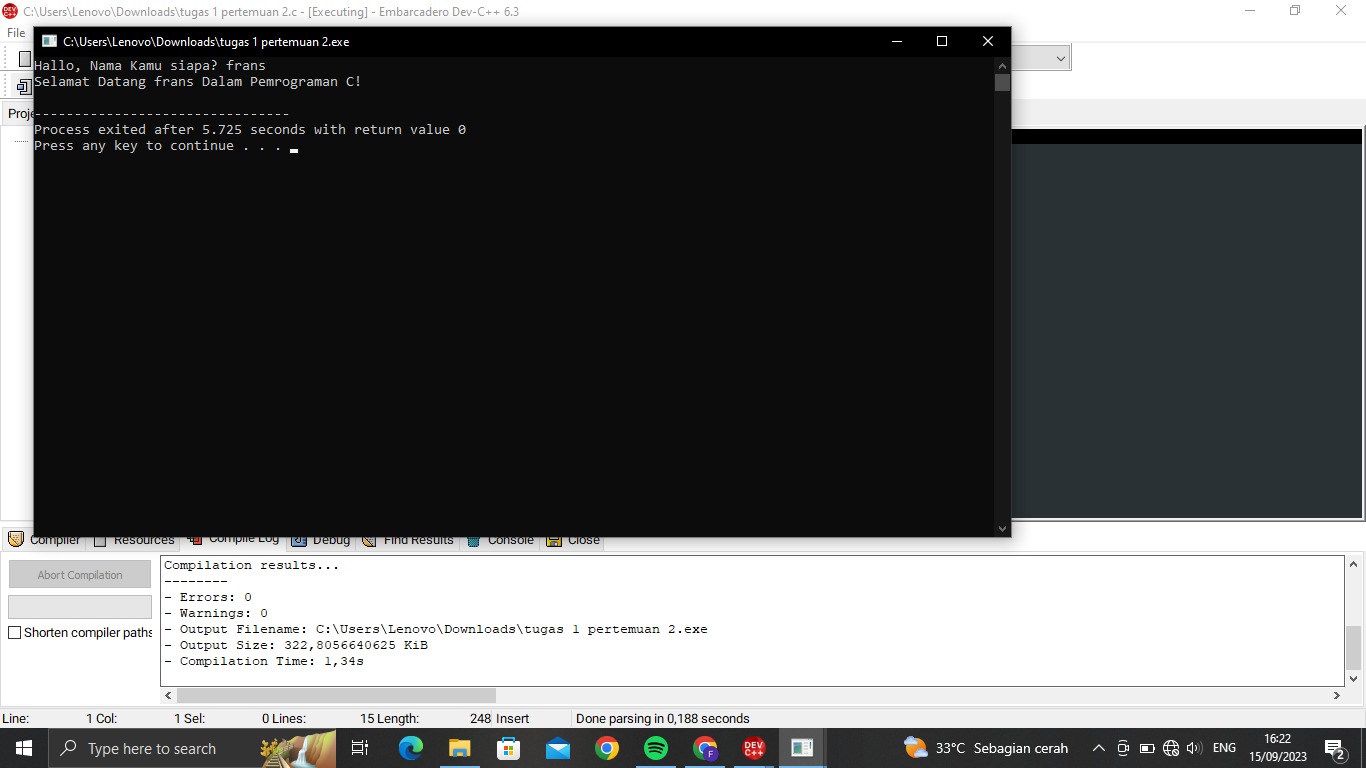 C:\Users\Lenovo\Downloads\tugas 1 pertemuan 2.c - [Executing] - Embarcadero Dev-C++ 6.3
File
C:\Users\Lenovo\Downloads\tugas 1 pertemuan 2.exe
Hallo, Nama Kamu siapa? frans
Selamat Datang frans Dalam Pemrograman C!
--------------------------------
Process exited after 5.725 seconds with return value 0
Press any key to continue . . .
Proje
Compiler Resources Compile Log Debug Find Results Console Close
Abort Compilation
Shorten compiler paths
Compilation results...
--------
- Errors: 0
- Warnings: 0
- Output Filename: C:\Users\Lenovo\Downloads\tugas 1 pertemuan 2.exe
- Output Size: 322,8056640625 KiB
- Compilation Time: 1,34s
Line: 1 Col: 1 Sel: 0 Lines: 15 Length: 248 Insert Done parsing in 0,188 seconds
Type here to search
DEV C++
33°C Sebagian cerah
ENG
16:22
15/09/2023
2